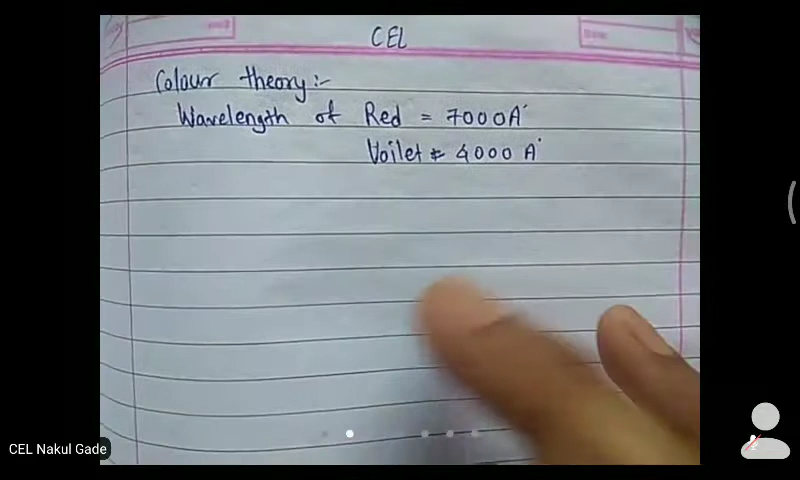 CEL
Colour theory:-
Wavelength of Red = 7000A°
Voilet = 4000 A°
CEL Nakul Gade